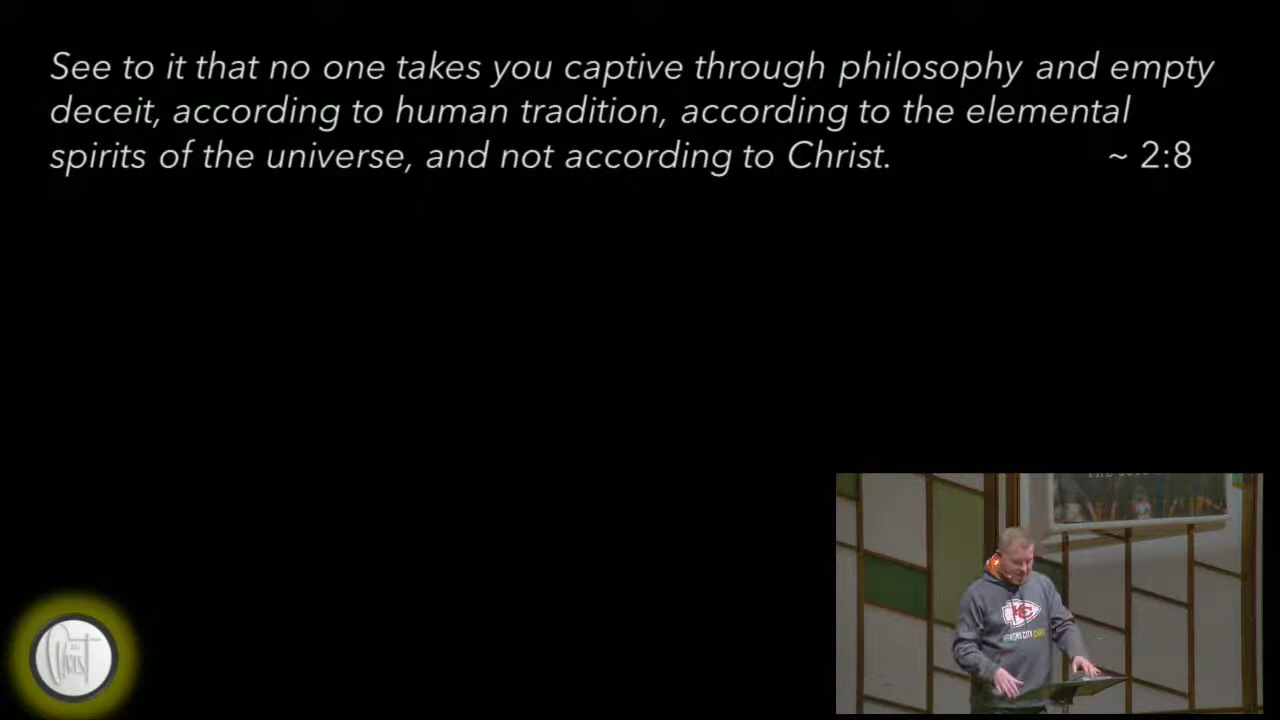 See to it that no one takes you captive through philosophy and empty
deceit, according to human tradition, according to the elemental
spirits of the universe, and not according to Christ. ~ 2:8
KC